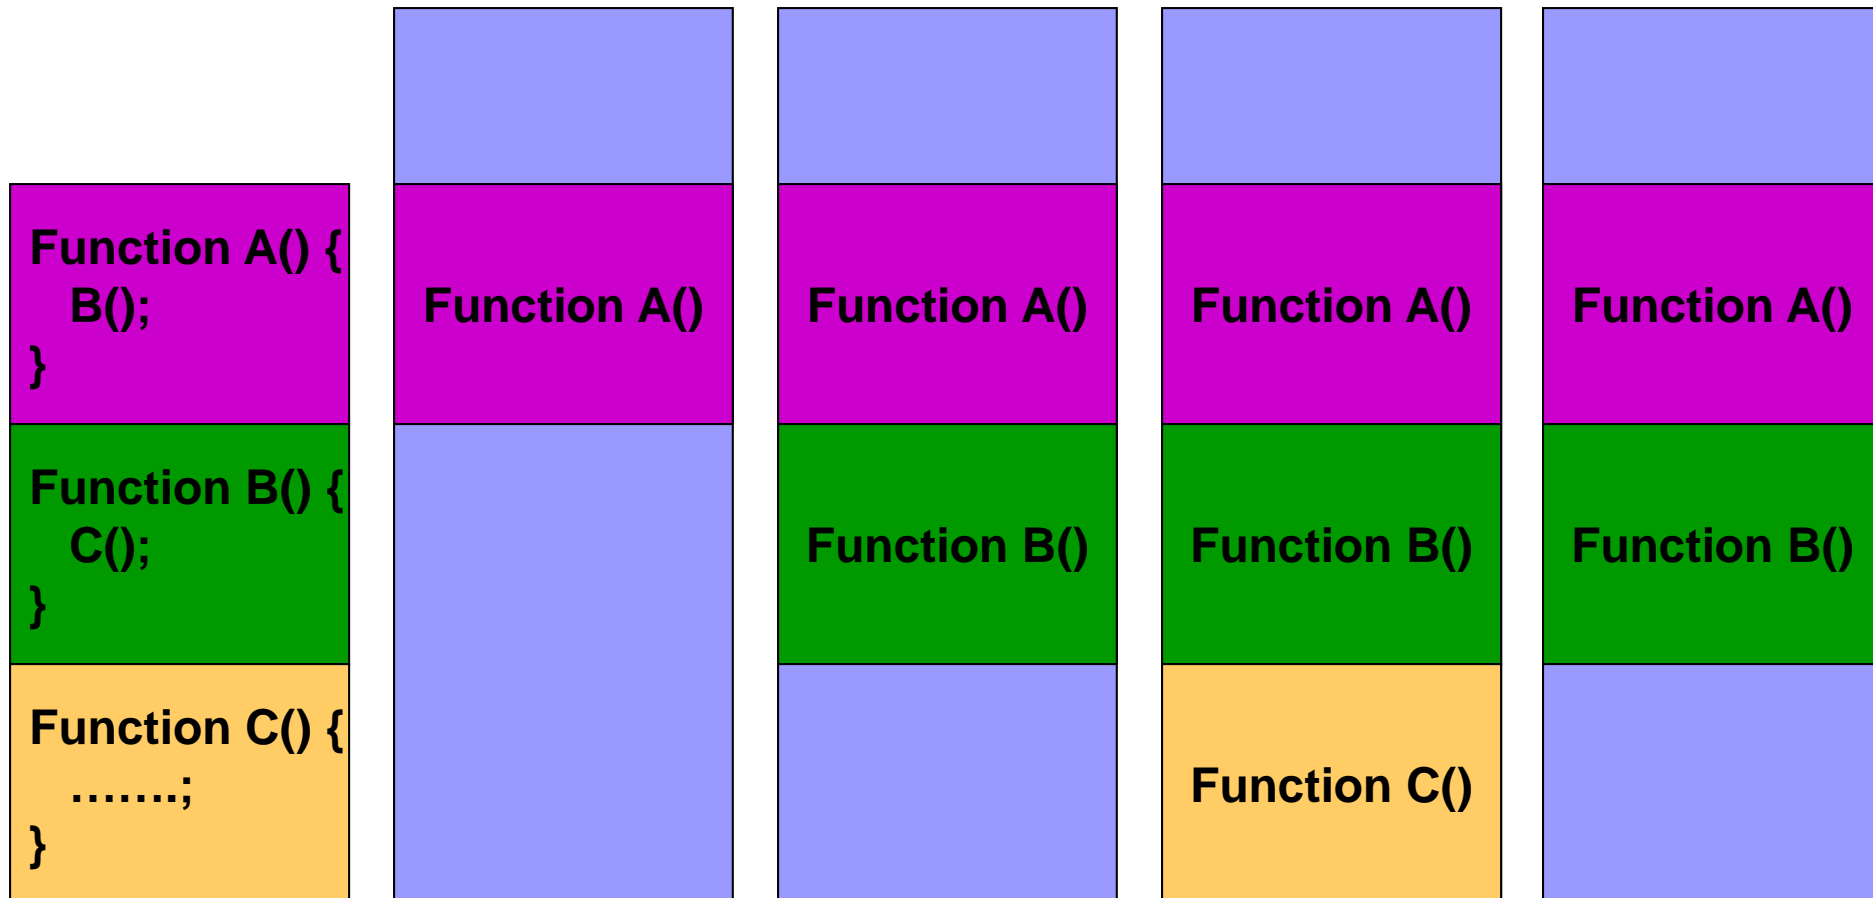 Function A() {
B();
}
Function B() {
C();
}
Function C() {
…….;
}
Function A()
Function A()
Function B()
Function A()
Function B()
Function C()
Function A()
Function B()